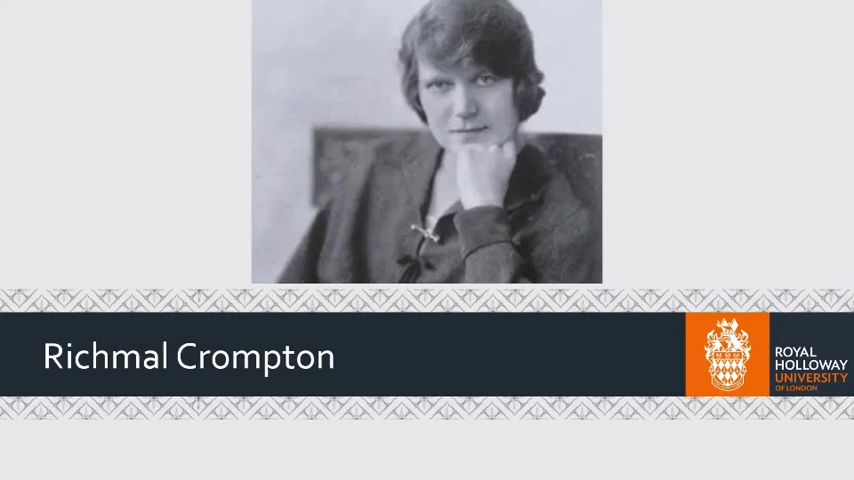 Richmal Crompton
ROYAL
HOLLOWAY
UNIVERSITY
OF LONDON